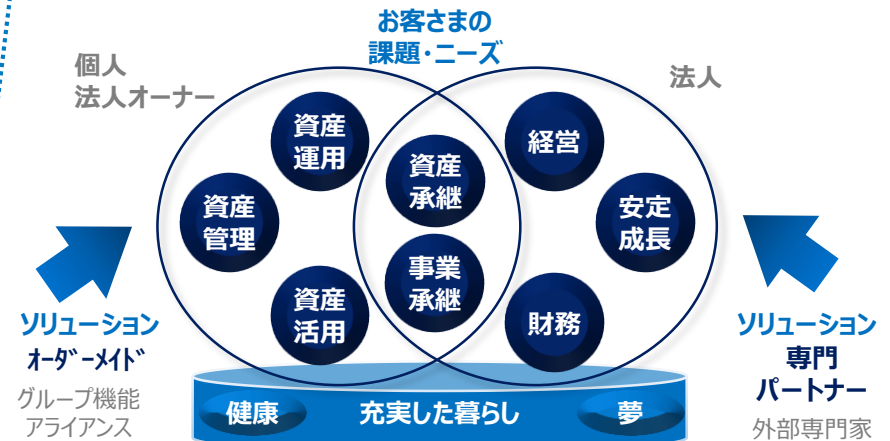 お客さまの
課題・ニーズ
個人
法人オーナー
法人
資産
運用
資産
管理
資産
活用
資産
承継
事業
承継
経営
安定
成長
財務
ソリューション
ｵｰﾀﾞｰﾒｲﾄﾞ
グループ機能
アライアンス
ソリューション
専門
パートナー
外部専門家
健康
充実した暮らし
夢